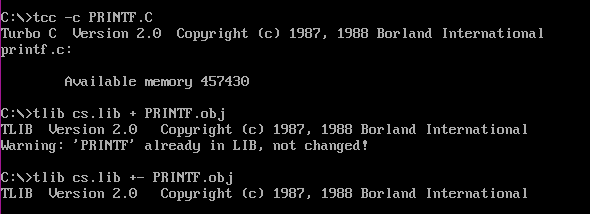 C:\>tcc -c PRINTF.C
Turbo C  Version 2.0  Copyright (c) 1987, 1988 Borland International
printf.c:
Available memory 457430
C:\>tlib cs.lib + PRINTF.obj
TLIB  Version 2.0   Copyright (c) 1987, 1988 Borland International
Warning: 'PRINTF' already in LIB, not changed!
C:\>tlib cs.lib +- PRINTF.obj
TLIB  Version 2.0   Copyright (c) 1987, 1988 Borland International